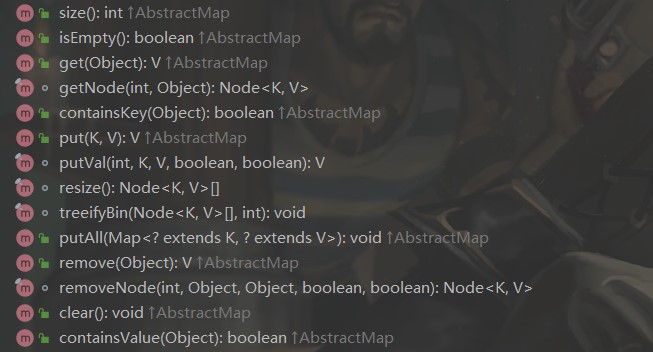 size(): int ↑AbstractMap
isEmpty(): boolean ↑AbstractMap
get(Object): V ↑AbstractMap
getNode(int, Object): Node<K, V>
containsKey(Object): boolean ↑AbstractMap
put(K, V): V ↑AbstractMap
putVal(int, K, V, boolean, boolean): V
resize(): Node<K, V>[]
treeifyBin(Node<K, V>[], int): void
putAll(Map<? extends K, ? extends V>): void ↑AbstractMap
remove(Object): V ↑AbstractMap
removeNode(int, Object, Object, boolean, boolean): Node<K, V>
clear(): void ↑AbstractMap
containsValue(Object): boolean ↑AbstractMap